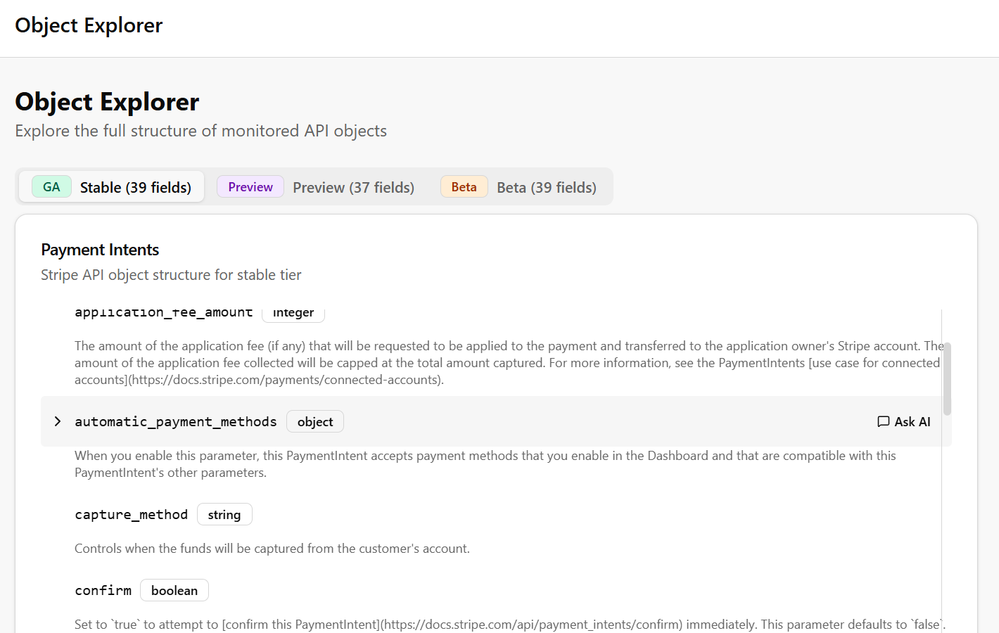 Object Explorer
Object Explorer
Explore the full structure of monitored API objects
GA Stable (39 fields) Preview Preview (37 fields) Beta Beta (39 fields)
Payment Intents
Stripe API object structure for stable tier
application_fee_amount integer
The amount of the application fee (if any) that will be requested to be applied to the payment and transferred to the application owner's Stripe account. The
amount of the application fee collected will be capped at the total amount captured. For more information, see the PaymentIntents [use case for connected
accounts](https://docs.stripe.com/payments/connected-accounts).
automatic_payment_methods object Ask AI
When you enable this parameter, this PaymentIntent accepts payment methods that you enable in the Dashboard and that are compatible with this
PaymentIntent's other parameters.
capture_method string
Controls when the funds will be captured from the customer's account.
confirm boolean
Set to `true` to attempt to [confirm this PaymentIntent](https://docs.stripe.com/api/payment_intents/confirm) immediately. This parameter defaults to `false`.